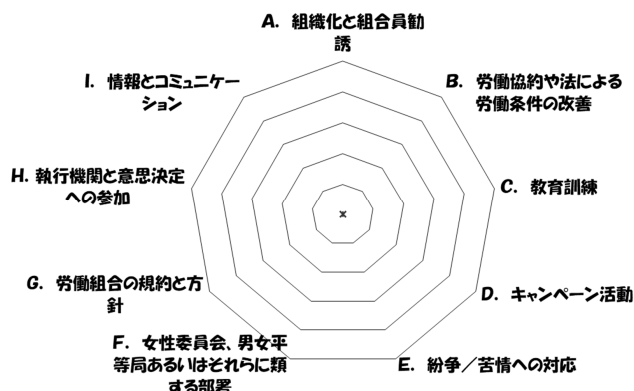 A. 組織化と組合員勧
誘
B. 労働協約や法による
労働条件の改善
C. 教育訓練
D. キャンペーン活動
E. 紛争／苦情への対応
F. 女性委員会、男女平
等局あるいはそれらに類
する部署
G. 労働組合の規約と方
針
H. 執行機関と意思決定
への参加
I. 情報とコミュニケー
ション